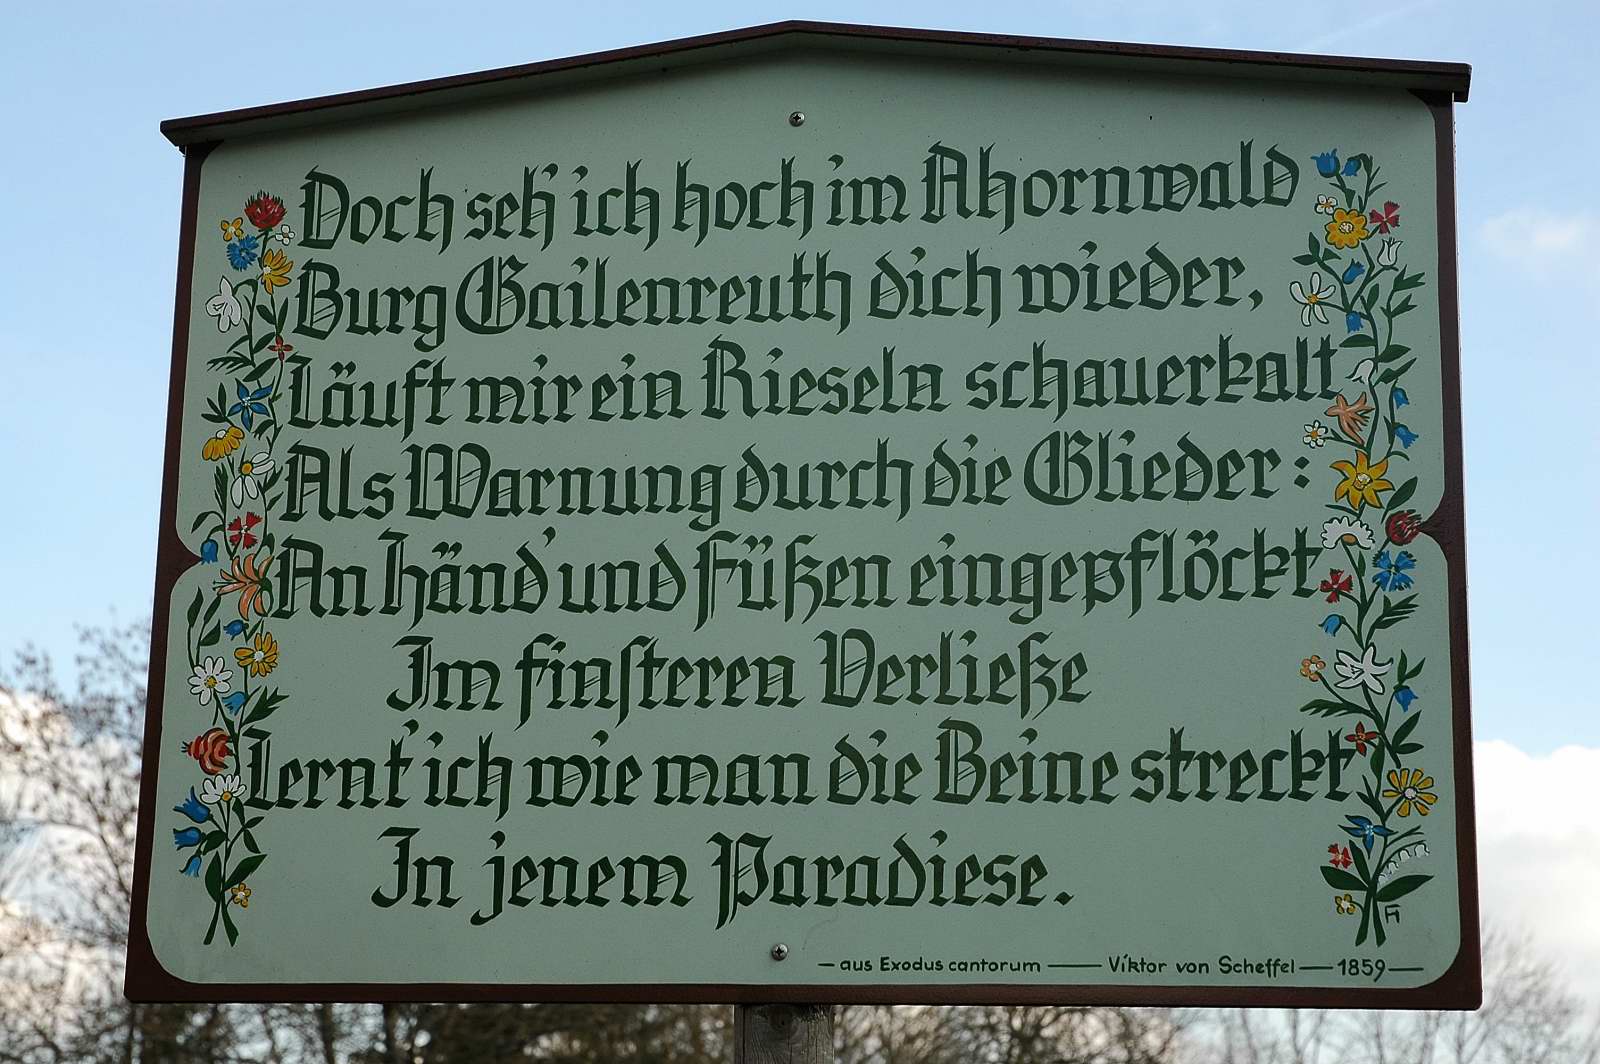 Doch seh' ich hoch im Ahornwald
Burg Gailenreuth dich wieder,
Läuft mir ein Rieseln schauerkalt
Als Warnung durch die Glieder:
An Händ' und Füßen eingepflöckt
Im finſteren Verließe
Lernt' ich wie man die Beine streckt
In jenem Paradiese.
— aus Exodus cantorum — Viktor von Scheffel — 1859 —